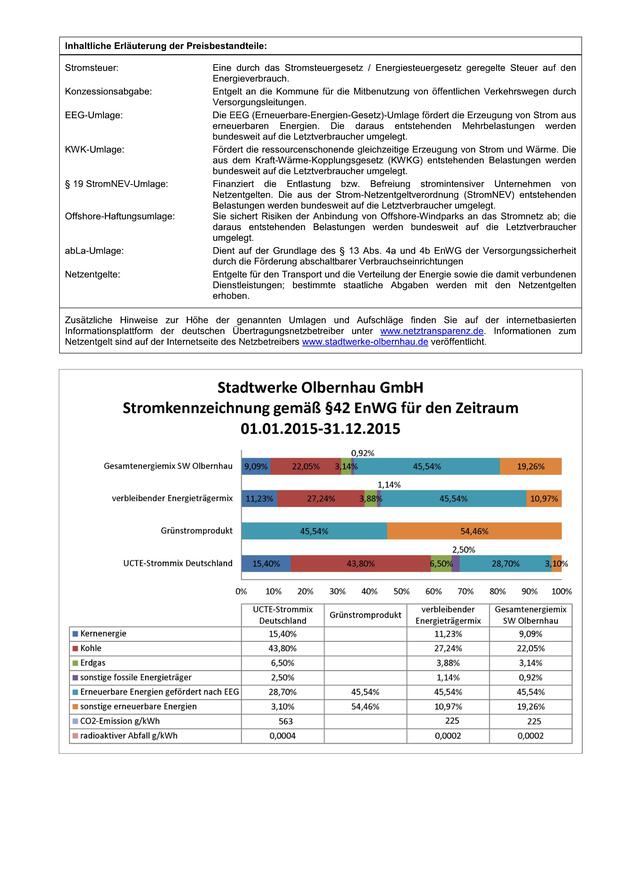 Inhaltliche Erläuterung der Preisbestandteile:
Stromsteuer: Eine durch das Stromsteuergesetz / Energiesteuergesetz geregelte Steuer auf den
Energieverbrauch.
Konzessionsabgabe: Entgelt an die Kommune für die Mitbenutzung von öffentlichen Verkehrswegen durch
Versorgungsleitungen.
EEG-Umlage: Die EEG (Erneuerbare-Energien-Gesetz)-Umlage fördert die Erzeugung von Strom aus
erneuerbaren Energien. Die daraus entstehenden Mehrbelastungen werden
bundesweit auf die Letztverbraucher umgelegt.
KWK-Umlage: Fördert die ressourcenschonende gleichzeitige Erzeugung von Strom und Wärme. Die
aus dem Kraft-Wärme-Kopplungsgesetz (KWKG) entstehenden Belastungen werden
bundesweit auf die Letztverbraucher umgelegt.
§ 19 StromNEV-Umlage: Finanziert die Entlastung bzw. Befreiung stromintensiver Unternehmen von
Netzentgelten. Die aus der Strom-Netzentgeltverordnung (StromNEV) entstehenden
Belastungen werden bundesweit auf die Letztverbraucher umgelegt.
Offshore-Haftungsumlage: Sie sichert Risiken der Anbindung von Offshore-Windparks an das Stromnetz ab; die
daraus entstehenden Belastungen werden bundesweit auf die Letztverbraucher
umgelegt.
abLa-Umlage: Dient auf der Grundlage des § 13 Abs. 4a und 4b EnWG der Versorgungssicherheit
durch die Förderung abschaltbarer Verbrauchseinrichtungen
Netzentgelte: Entgelte für den Transport und die Verteilung der Energie sowie die damit verbundenen
Dienstleistungen; bestimmte staatliche Abgaben werden mit den Netzentgelten
erhoben.
Zusätzliche Hinweise zur Höhe der genannten Umlagen und Aufschläge finden Sie auf der internetbasierten
Informationsplattform der deutschen Übertragungsnetzbetreiber unter www.netztransparenz.de. Informationen zum
Netzentgelt sind auf der Internetseite des Netzbetreibers www.stadtwerke-olbernhau.de veröffentlicht.
Stadtwerke Olbernhau GmbH
Stromkennzeichnung gemäß §42 EnWG für den Zeitraum
01.01.2015-31.12.2015
0,92%
Gesamtenergiemix SW Olbernhau 9,09% 22,05% 3,14% 45,54% 19,26%
1,14%
verbleibender Energieträgermix 11,23% 27,24% 3,88% 45,54% 10,97%
Grünstromprodukt 45,54% 54,46%
2,50%
UCTE-Strommix Deutschland 15,40% 43,80% 6,50% 28,70% 3,10%
0% 10% 20% 30% 40% 50% 60% 70% 80% 90% 100%
UCTE-Strommix Deutschland Grünstromprodukt verbleibender Energieträgermix Gesamtenergiemix SW Olbernhau
Kernenergie 15,40% 11,23% 9,09%
Kohle 43,80% 27,24% 22,05%
Erdgas 6,50% 3,88% 3,14%
sonstige fossile Energieträger 2,50% 1,14% 0,92%
Erneuerbare Energien gefördert nach EEG 28,70% 45,54% 45,54% 45,54%
sonstige erneuerbare Energien 3,10% 54,46% 10,97% 19,26%
CO2-Emission g/kWh 563 225 225
radioaktiver Abfall g/kWh 0,0004 0,0002 0,0002